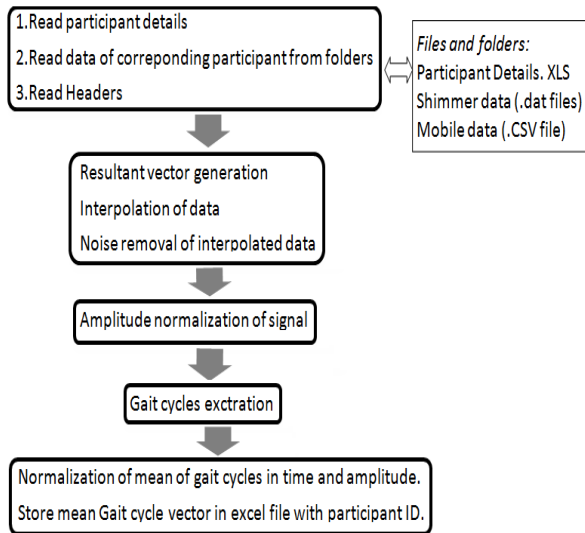 1.Read participant details
2.Read data of correponding participant from folders
3.Read Headers
Files and folders:
Participant Details. XLS
Shimmer data (.dat files)
Mobile data (.CSV file)
Resultant vector generation
Interpolation of data
Noise removal of interpolated data
Amplitude normalization of signal
Gait cycles exctration
Normalization of mean of gait cycles in time and amplitude.
Store mean Gait cycle vector in excel file with participant ID.